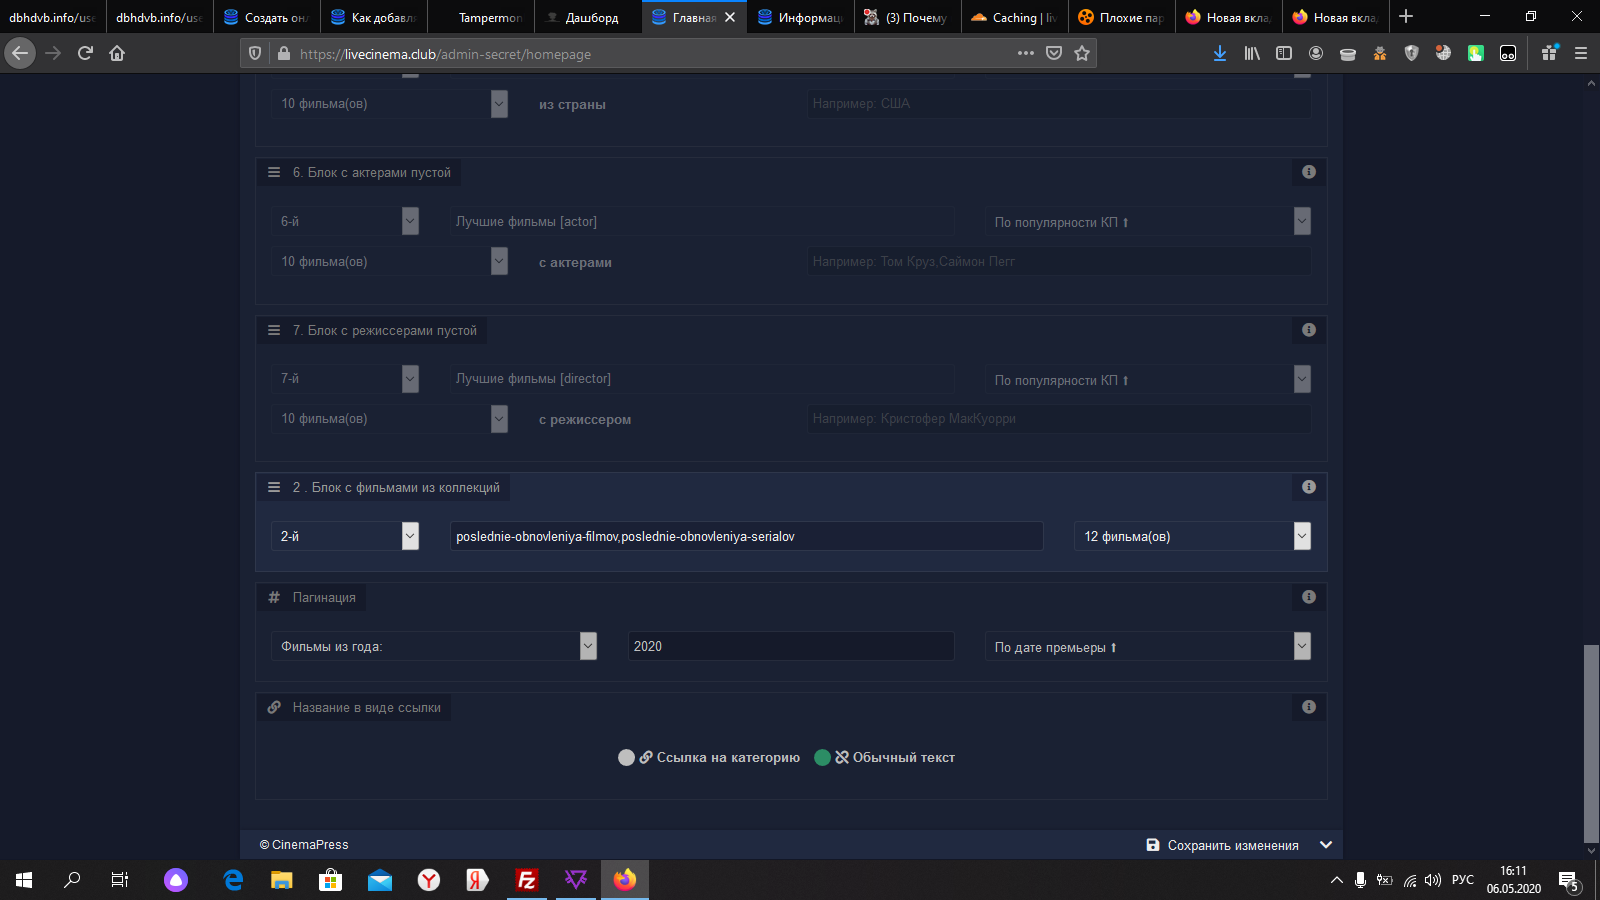 dbhdvb.info/use
dbhdvb.info/use
Создать онл
Как добавля
Tampermon
Дашборд
Главная
Информаци
(3) Почему
Caching | liv
Плохие пар
Новая вклад
Новая вклад
https://livecinema.club/admin-secret/homepage
10 фильма(ов)
из страны
Например: США
6. Блок с актерами пустой
6-й
Лучшие фильмы [actor]
По популярности КП ⬆
10 фильма(ов)
с актерами
Например: Том Круз,Саймон Пегг
7. Блок с режиссерами пустой
7-й
Лучшие фильмы [director]
По популярности КП ⬆
10 фильма(ов)
с режиссером
Например: Кристофер МакКуорри
2 . Блок с фильмами из коллекций
2-й
poslednie-obnovleniya-filmov,poslednie-obnovleniya-serialov
12 фильма(ов)
# Пагинация
Фильмы из года:
2020
По дате премьеры ⬆
Название в виде ссылки
Ссылка на категорию
Обычный текст
© CinemaPress
Сохранить изменения
РУС
16:11
06.05.2020
5